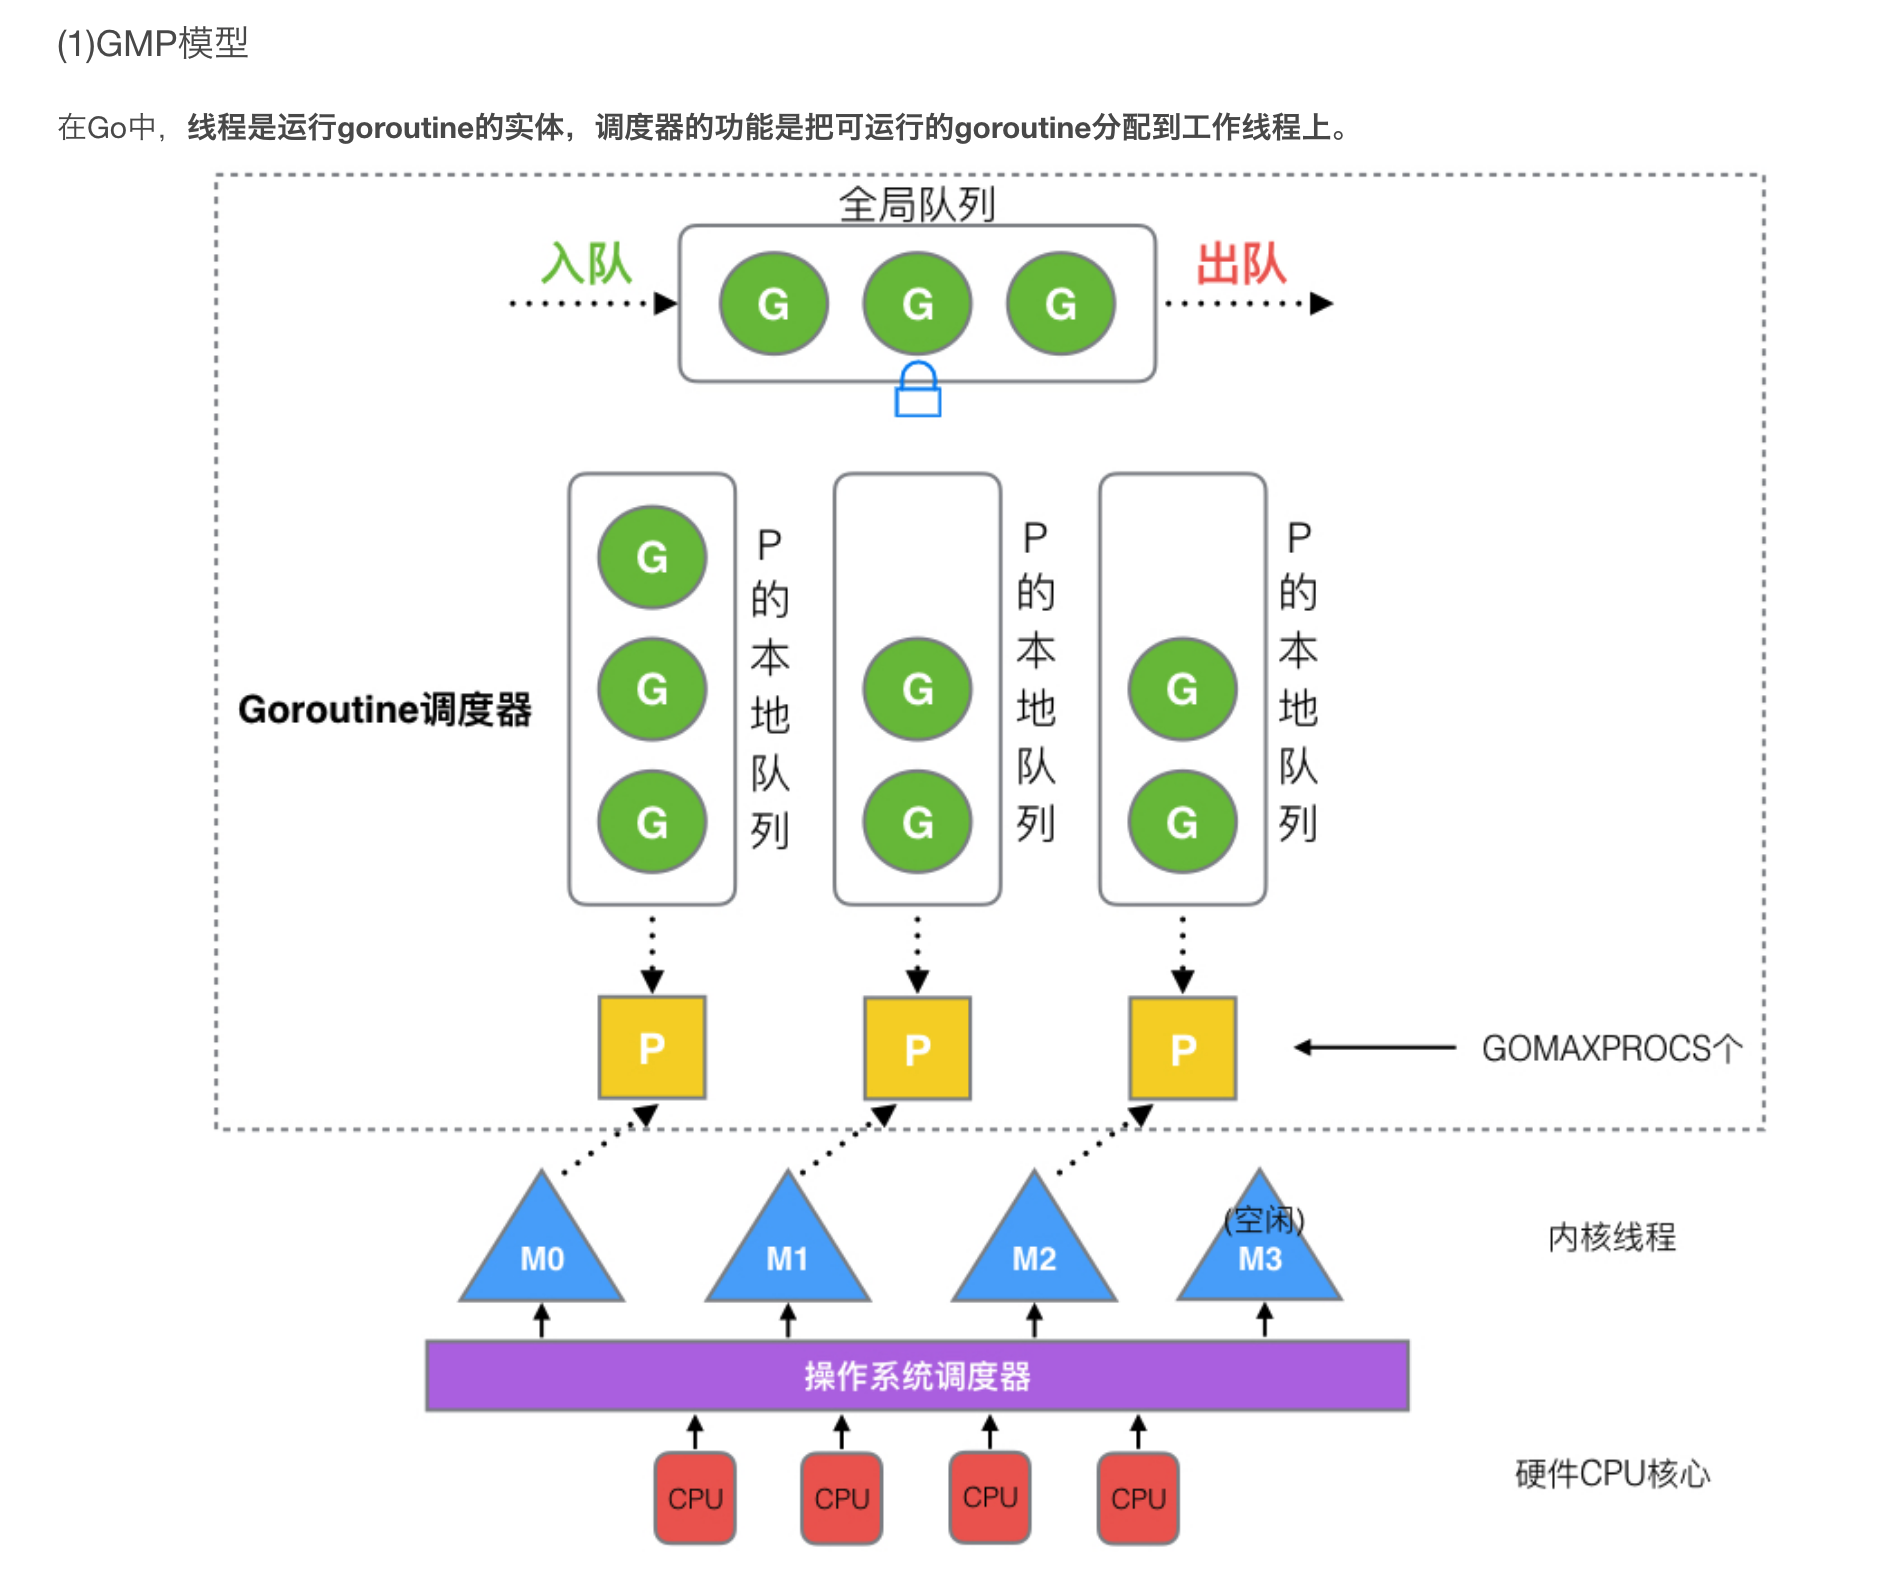 (1)GMP模型
在Go中，线程是运行goroutine的实体，调度器的功能是把可运行的goroutine分配到工作线程上。
全局队列
入队
出队
G G G
G
G G G
G G G
P的本地队列
P的本地队列
P的本地队列
Goroutine调度器
P P P
GOMAXPROCS个
(空闲)
M0 M1 M2 M3
内核线程
操作系统调度器
CPU CPU CPU CPU
硬件CPU核心